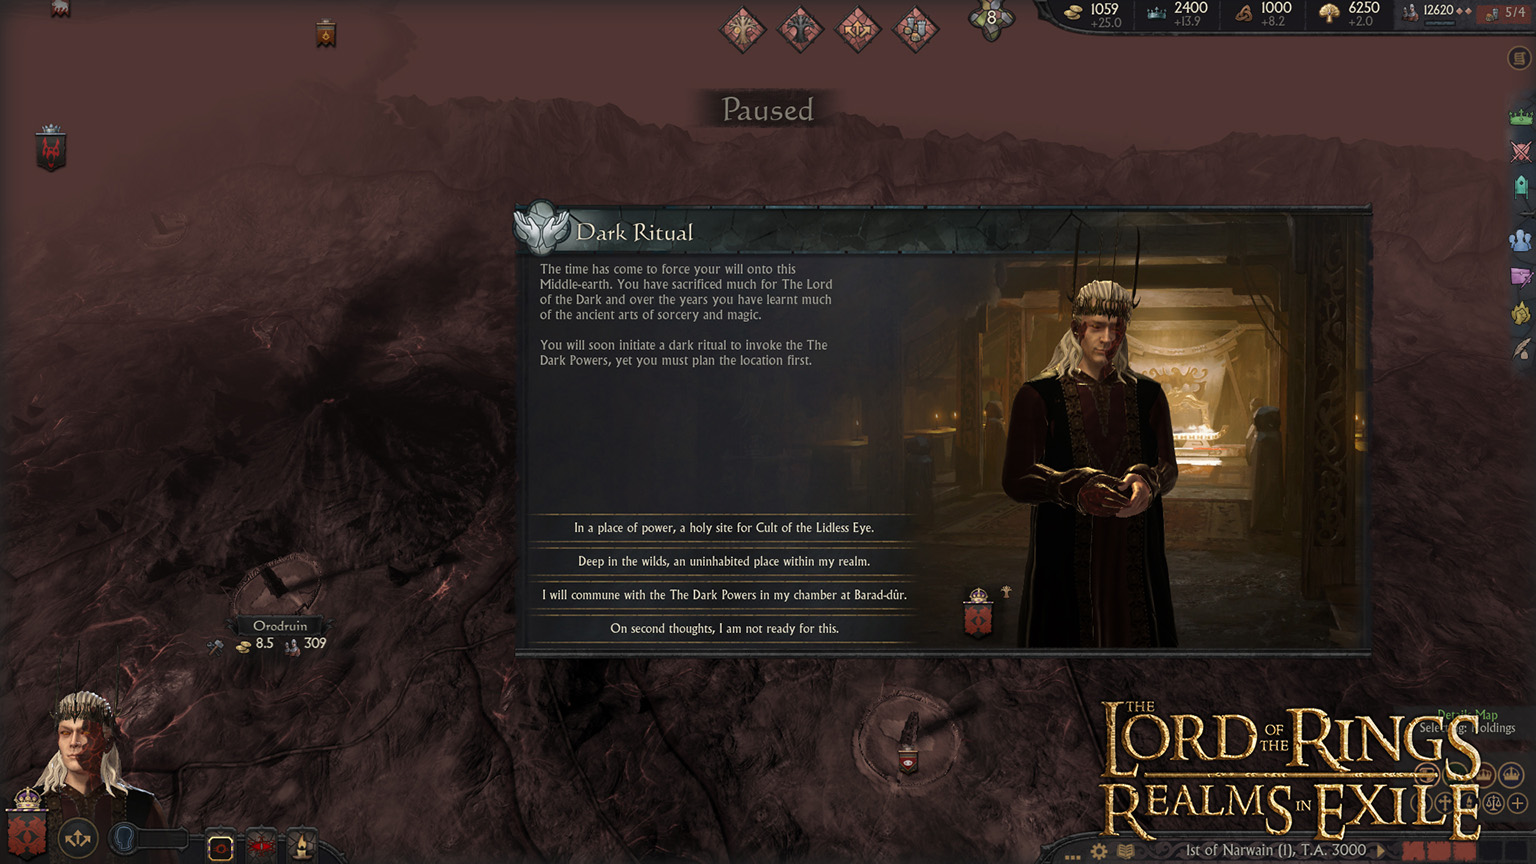 8
1059
+25.0
2400
+13.9
1000
+8.2
6250
+2.0
12620
5/4
Paused
Dark Ritual
The time has come to force your will onto this
Middle-earth. You have sacrificed much for The Lord
of the Dark and over the years you have learnt much
of the ancient arts of sorcery and magic.
You will soon initiate a dark ritual to invoke the The
Dark Powers, yet you must plan the location first.
In a place of power, a holy site for Cult of the Lidless Eye.
Deep in the wilds, an uninhabited place within my realm.
I will commune with the The Dark Powers in my chamber at Barad-dûr.
On second thoughts, I am not ready for this.
Orodruin
8.5 309
THE
LORD OF THE RINGS
REALMS IN EXILE
Map
1st of Narwain (I), T.A. 3000